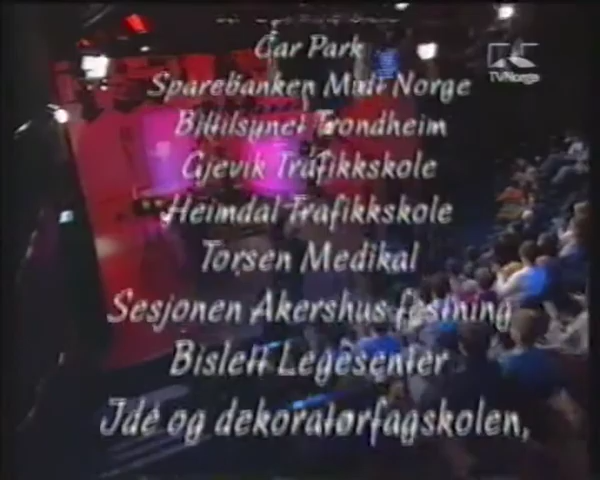 Car Park
TVNorge
Sparebanken Midt Norge
Biltilsynet Trondheim
Gjevik Trafikkskole
Heimdal Trafikkskole
Torsen Medikal
Sesjonen Akershus festning
Bislett Legesenter
Ide og dekoratørfagskolen,